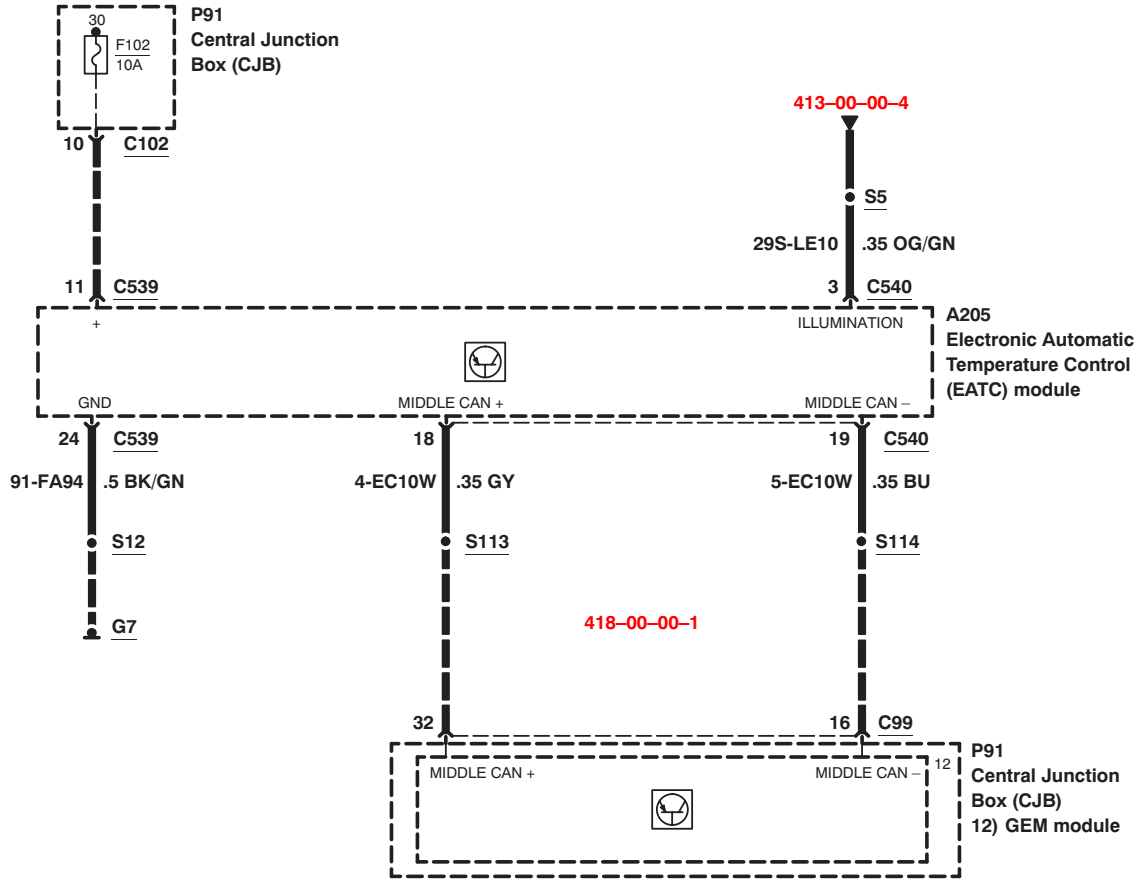 30
F102
10A
P91
Central Junction
Box (CJB)
10 C102
413–00–00–4
S5
29S-LE10 .35 OG/GN
11 C539
3 C540
+
ILLUMINATION
A205
Electronic Automatic
Temperature Control
(EATC) module
GND
MIDDLE CAN +
MIDDLE CAN –
24 C539
18
19 C540
91-FA94 .5 BK/GN
4-EC10W .35 GY
5-EC10W .35 BU
S12
S113
S114
G7
418–00–00–1
32
16 C99
MIDDLE CAN +
MIDDLE CAN –
12
P91
Central Junction
Box (CJB)
12) GEM module